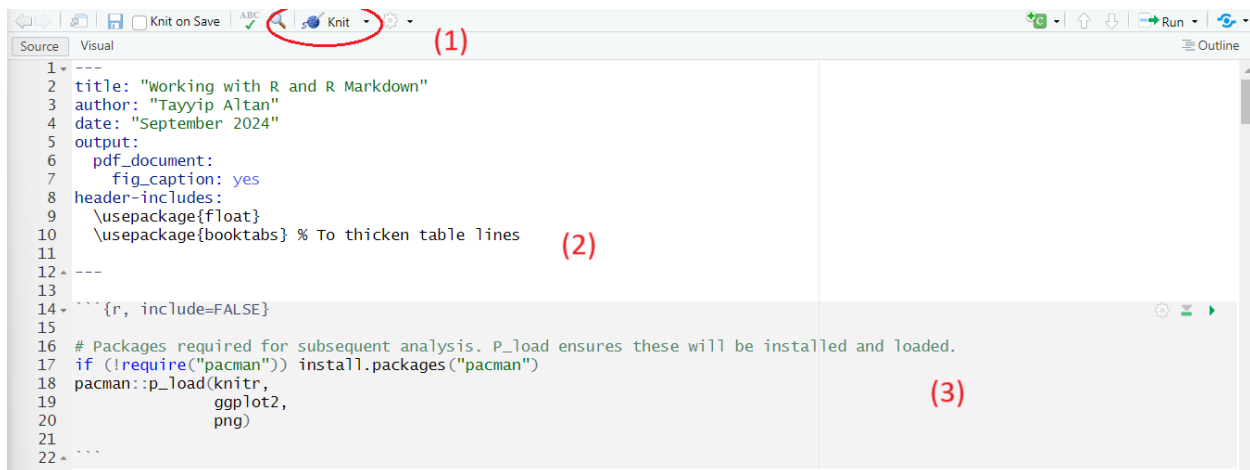 Knit on Save ABC Knit Run
(1)
Source Visual Outline
1 ---
2 title: "Working with R and R Markdown"
3 author: "Tayyip Altan"
4 date: "September 2024"
5 output:
6   pdf_document:
7     fig_caption: yes
8 header-includes:
9   \usepackage{float}
10   \usepackage{booktabs} % To thicken table lines
(2)
11
12 ---
13
14 ```{r, include=FALSE}
15
16 # Packages required for subsequent analysis. P_load ensures these will be installed and loaded.
17 if (!require("pacman")) install.packages("pacman")
18 pacman::p_load(knitr,
(3)
19                ggplot2,
20                png)
21
22 ```